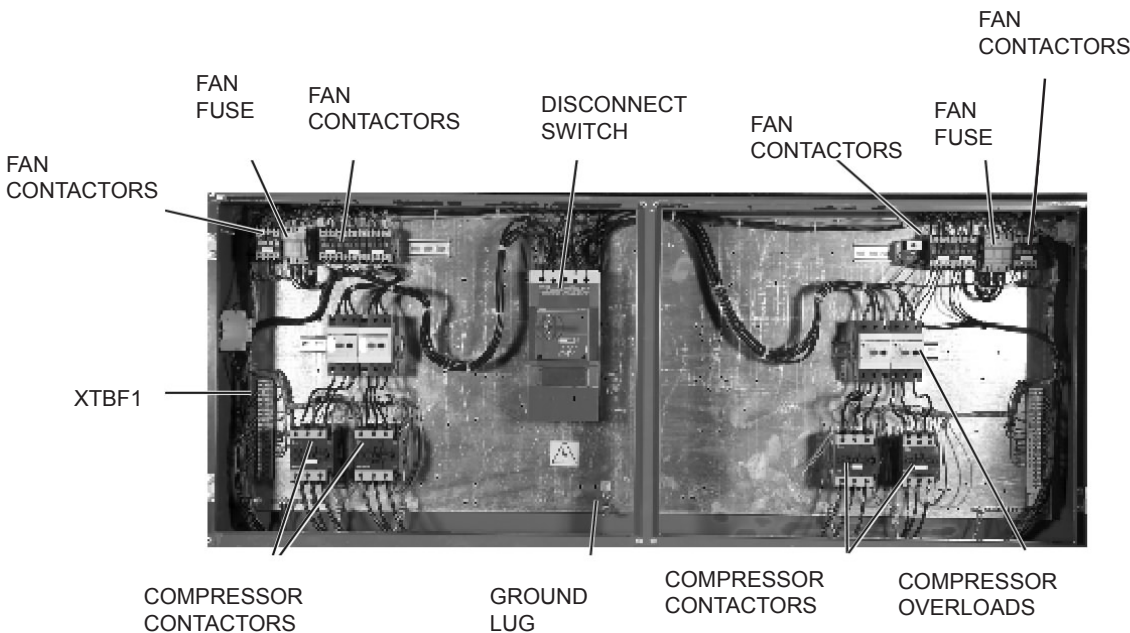 FAN
CONTACTORS
FAN
FUSE
FAN
CONTACTORS
DISCONNECT
SWITCH
FAN
CONTACTORS
FAN
FUSE
FAN
CONTACTORS
XTBF1
COMPRESSOR
CONTACTORS
GROUND
LUG
COMPRESSOR
CONTACTORS
COMPRESSOR
OVERLOADS